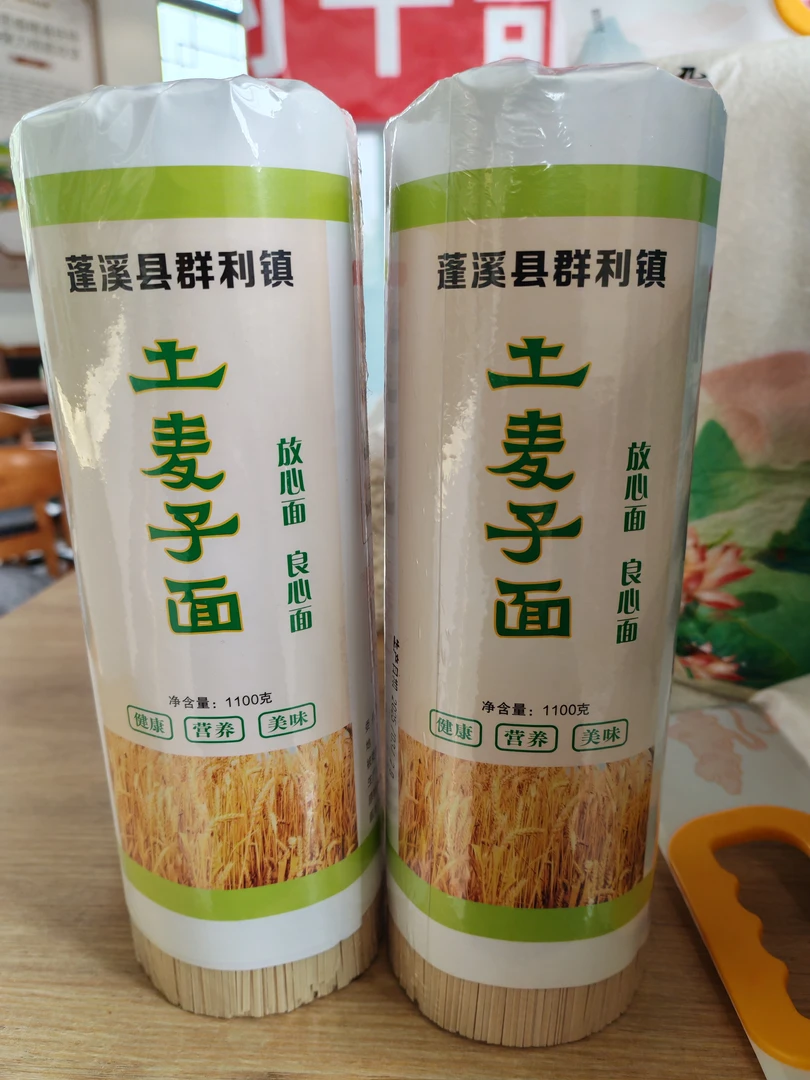 蓬溪县群利镇
土麦子面
放心面 良心面
净含量：1100克
健康 营养 美味
蓬溪县群利镇
土麦子面
放心面 良心面
净含量：1100克
健康 营养 美味